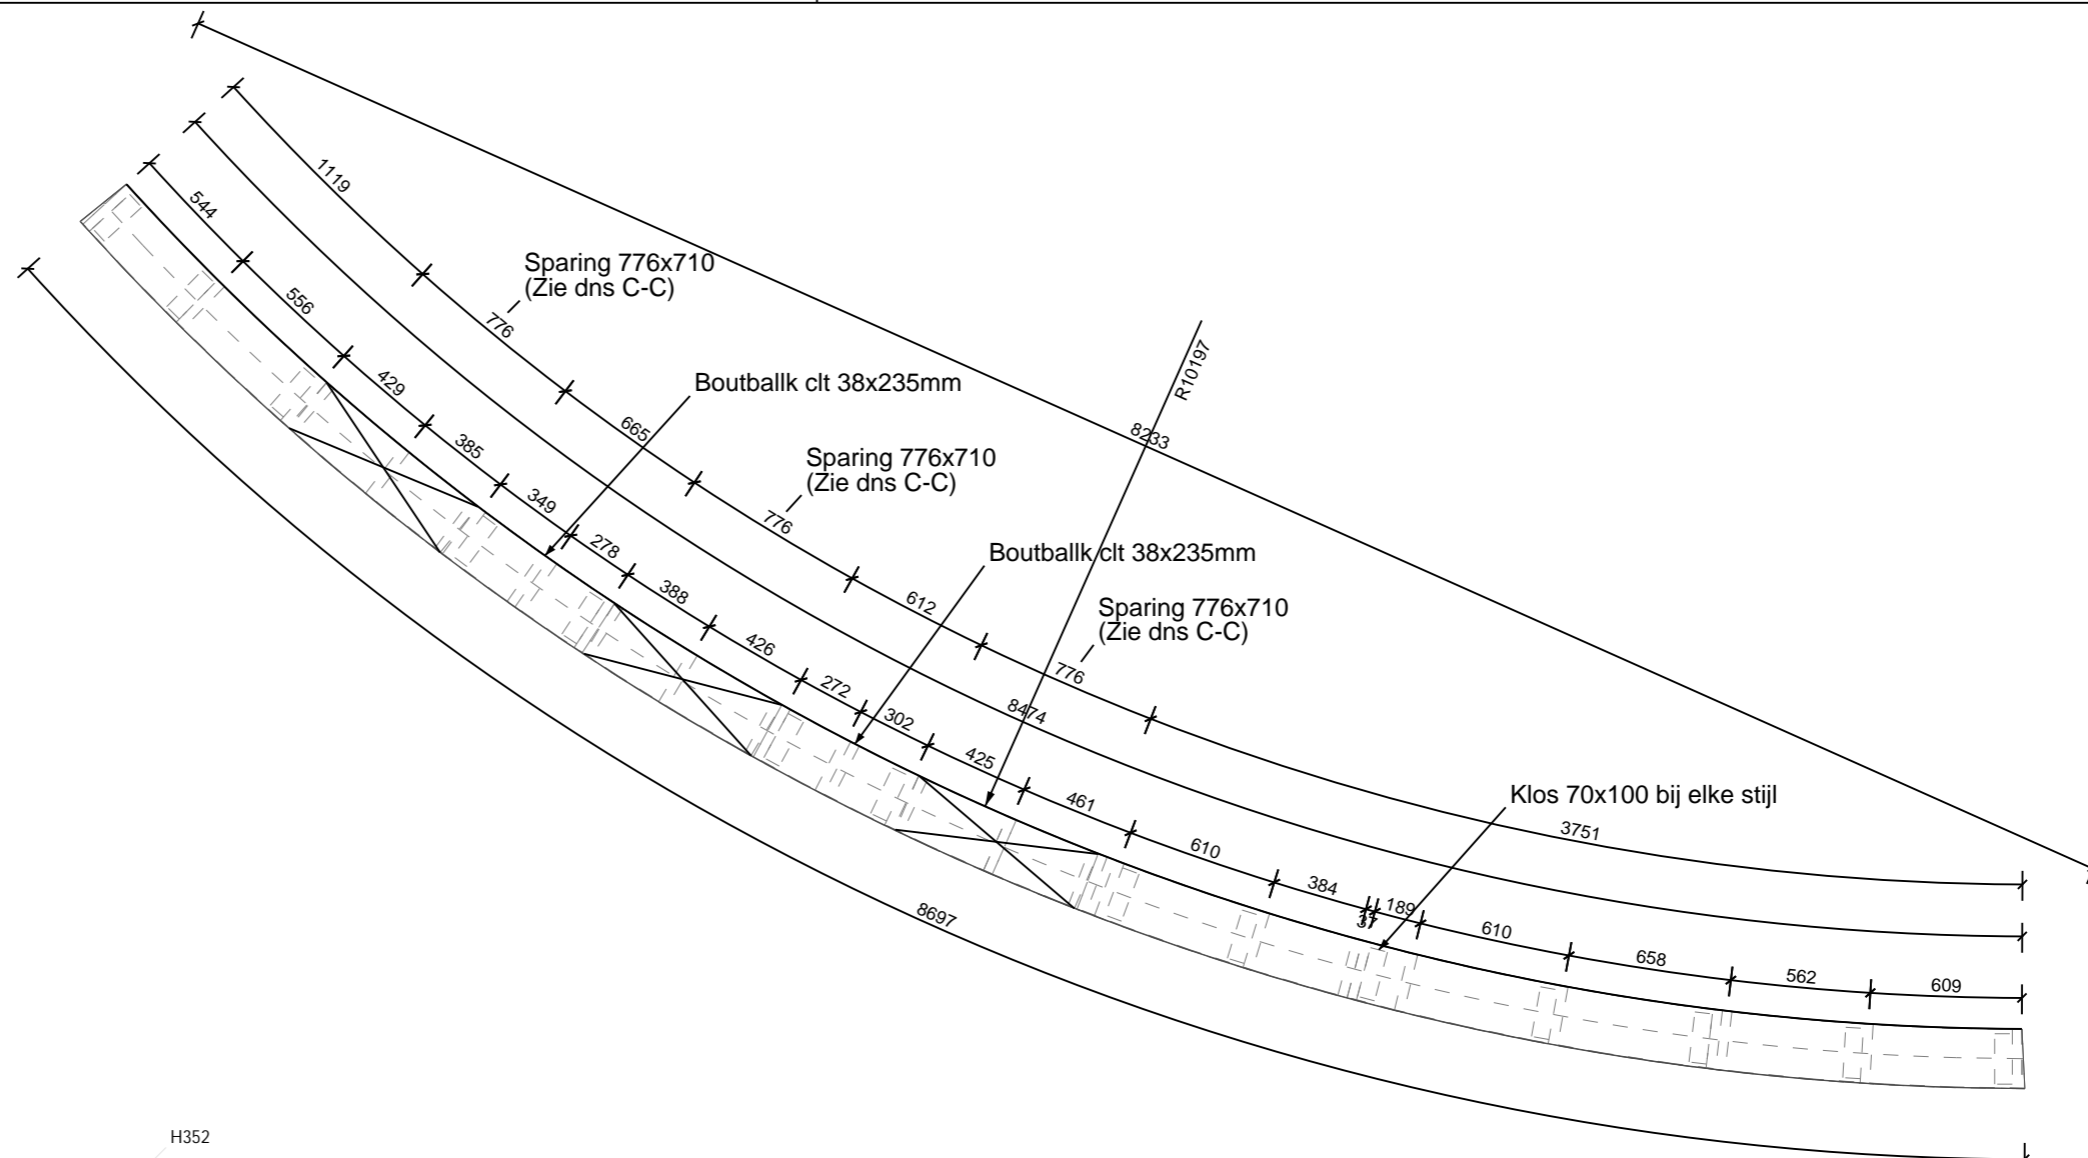 1119
544
Sparing 776x710
(Zie dns C-C)
556
776
R10197
429
Boutballk clt 38x235mm
385
665
8233
349
Sparing 776x710
(Zie dns C-C)
278
776
388
Boutballk clt 38x235mm
426
612
Sparing 776x710
(Zie dns C-C)
272
776
302
8474
425
461
Klos 70x100 bij elke stijl
3751
610
384
37
189
8697
610
658
562
609
H352